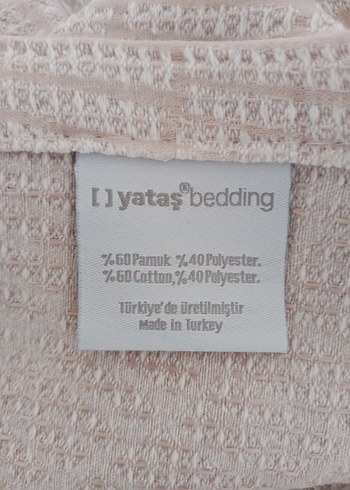 [ ] yataş® bedding
%60 Pamuk %40 Polyester.
%60 Cotton, %40 Polyester.
Türkiye'de üretilmiştir
Made in Turkey